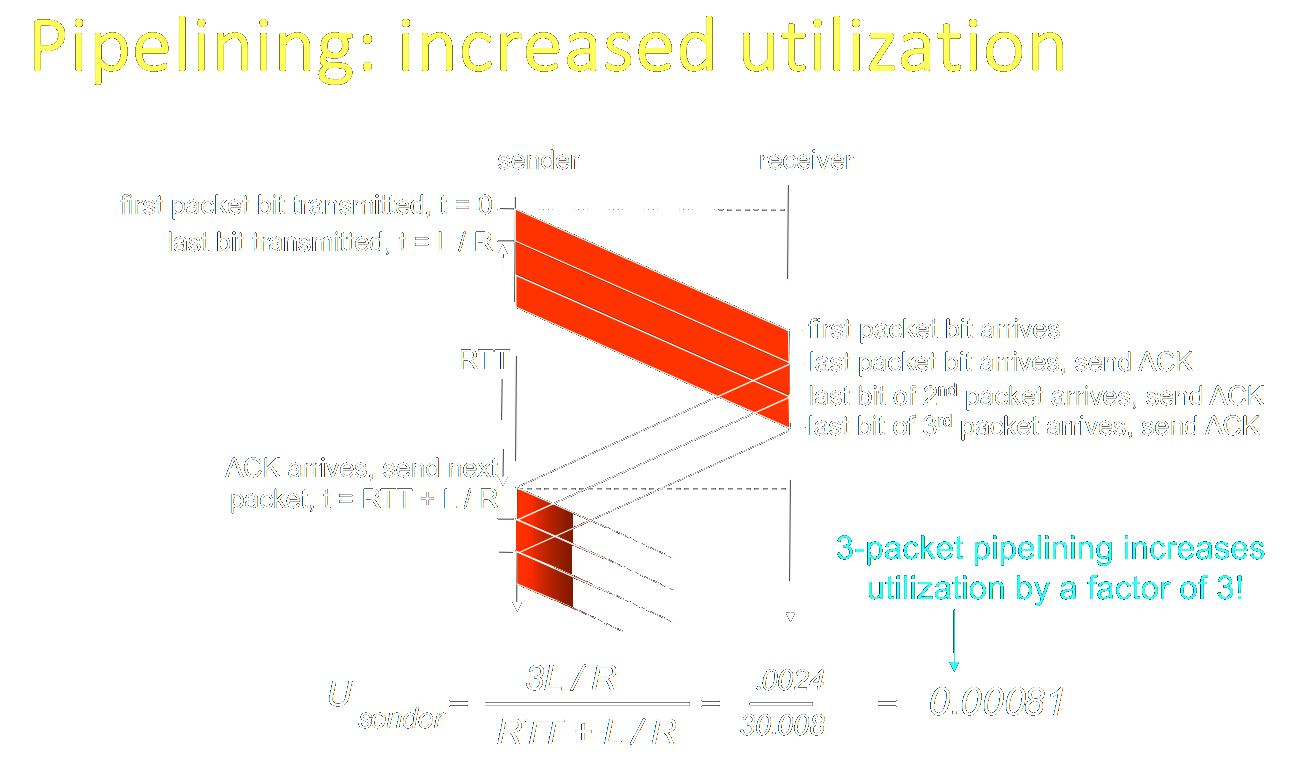 Pipelining: increased utilization
sender
receiver
first packet bit transmitted, t = 0
last bit transmitted, t = L / R
first packet bit arrives
RTT
last packet bit arrives, send ACK
last bit of 2nd packet arrives, send ACK
last bit of 3rd packet arrives, send ACK
ACK arrives, send next
packet, t = RTT + L / R
3-packet pipelining increases
utilization by a factor of 3!
U sender = 3L / R / RTT + L / R = .0024 / 30.008 = 0.00081